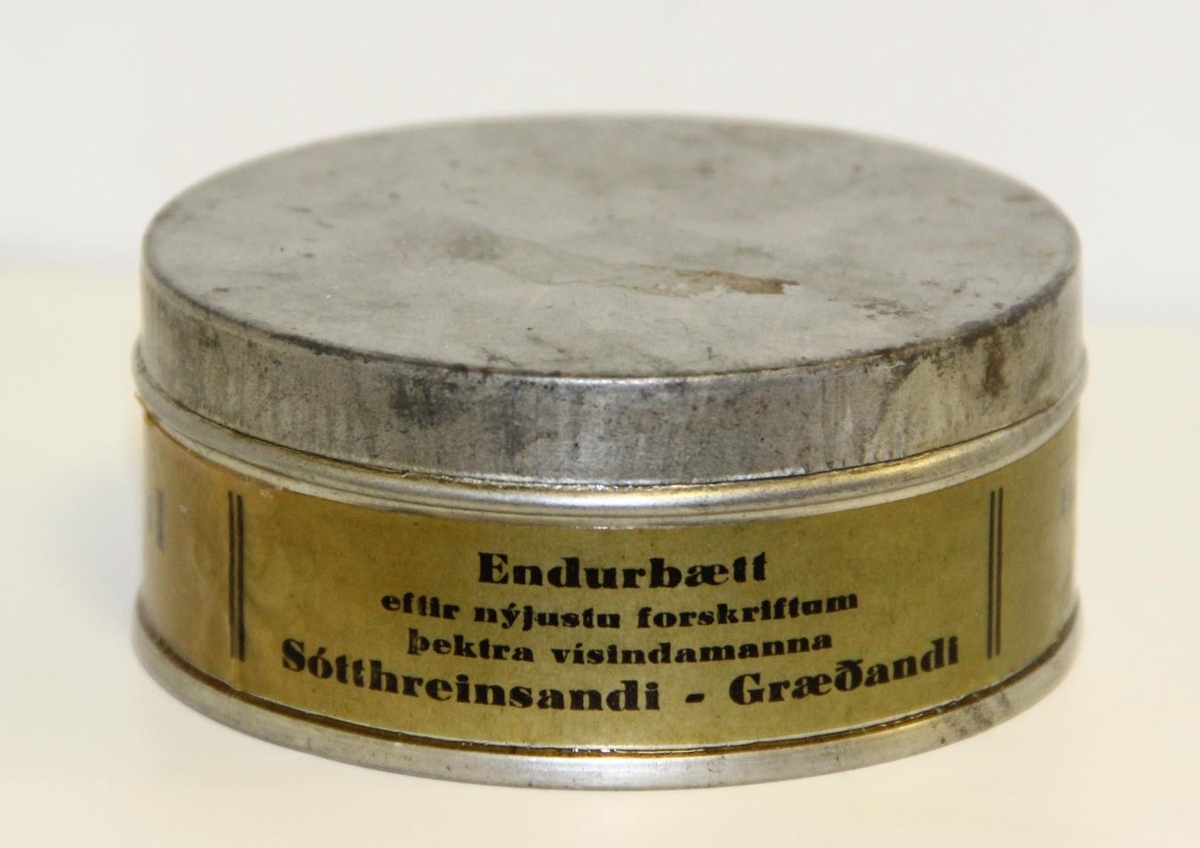 Endurbætt
eftir nýjustu forskriftum
þektra vísindamanna
Sótthreinsandi - Græðandi